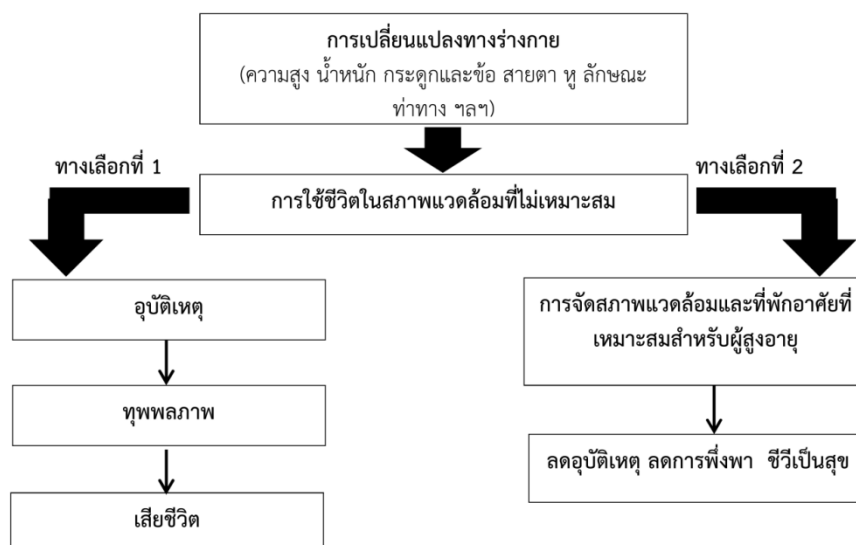 การเปลี่ยนแปลงทางร่างกาย
(ความสูง น้ำหนัก กระดูกและข้อ สายตา หู ลักษณะ
ท่าทาง ฯลฯ)
ทางเลือกที่ 1
ทางเลือกที่ 2
การใช้ชีวิตในสภาพแวดล้อมที่ไม่เหมาะสม
อุบัติเหตุ
ทุพพลภาพ
เสียชีวิต
การจัดสภาพแวดล้อมและที่พักอาศัยที่
เหมาะสมสำหรับผู้สูงอายุ
ลดอุบัติเหตุ ลดการพึ่งพา ชีวีเป็นสุข